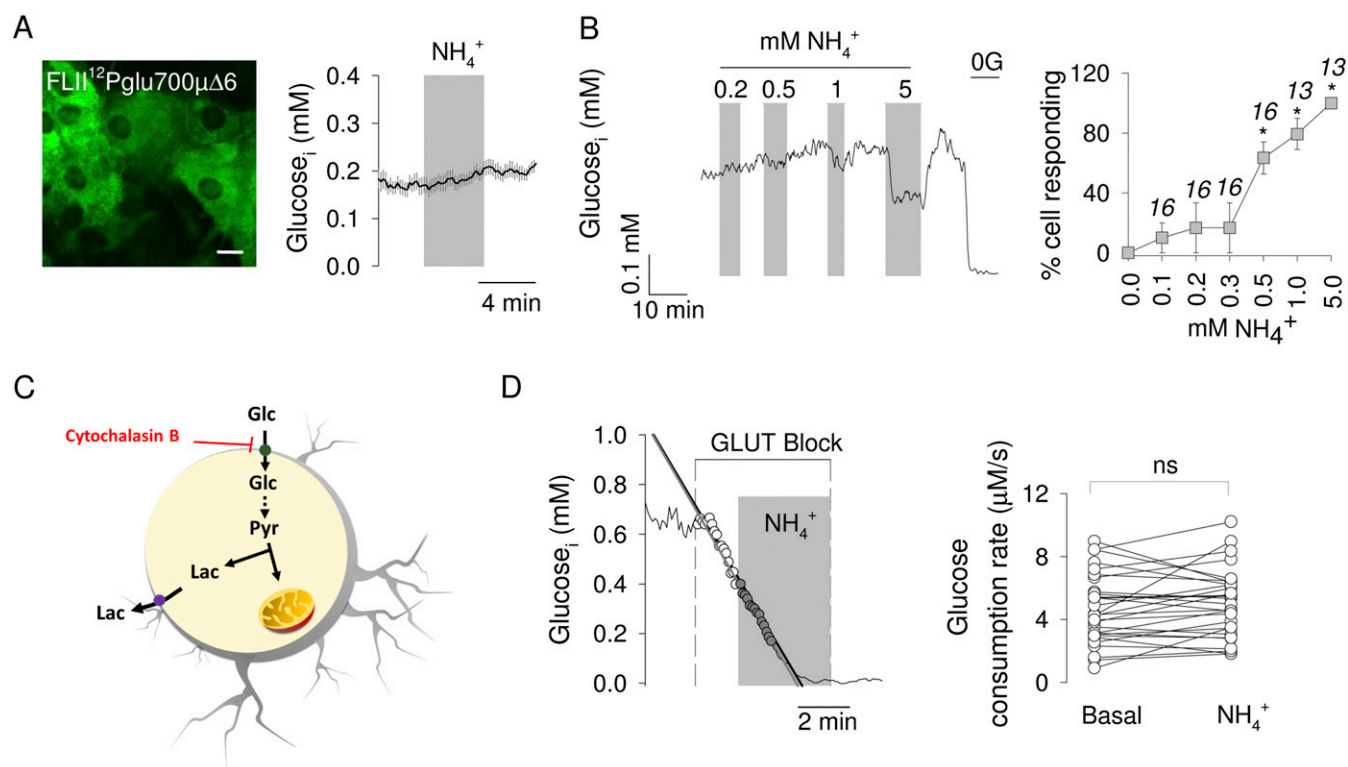 A
FLII¹²Pglu700μΔ6
NH₄⁺
Glucoseᵢ (mM)
0.4
0.3
0.2
0.1
0.0
4 min
B
mM NH₄⁺
0G
0.2 0.5 1 5
Glucoseᵢ (mM)
0.1 mM
10 min
% cell responding
120
80
40
0
16 16 16 16 13 13
* * *
0.0 0.1 0.2 0.3 0.5 1.0 5.0
mM NH₄⁺
C
Glc
Cytochalasin B
Glc
Pyr
Lac
Lac
D
GLUT Block
NH₄⁺
Glucoseᵢ (mM)
1.0
0.8
0.6
0.4
0.2
0.0
2 min
ns
Glucose
consumption rate (μM/s)
12
8
4
0
Basal NH₄⁺